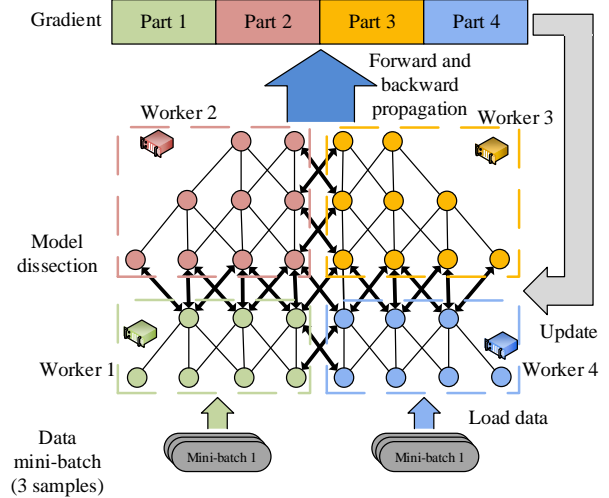 Gradient
Part 1
Part 2
Part 3
Part 4
Forward and
backward
propagation
Worker 2
Worker 3
Model
dissection
Update
Worker 1
Worker 4
Load data
Data
mini-batch
(3 samples)
Mini-batch 1
Mini-batch 1